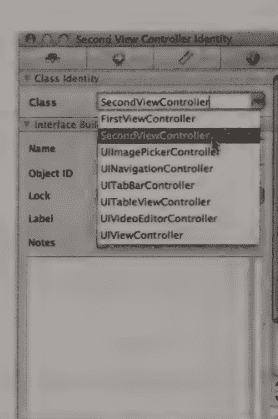 Second View Controller Identity
Class Identity
Class
SecondViewController
FirstViewController
SecondViewController
Interface Buil
Name
UIImagePickerController
Object ID
UINavigationController
UITabBarController
Lock
UITableViewController
Label
UIVideoEditorController
Notes
UIViewController